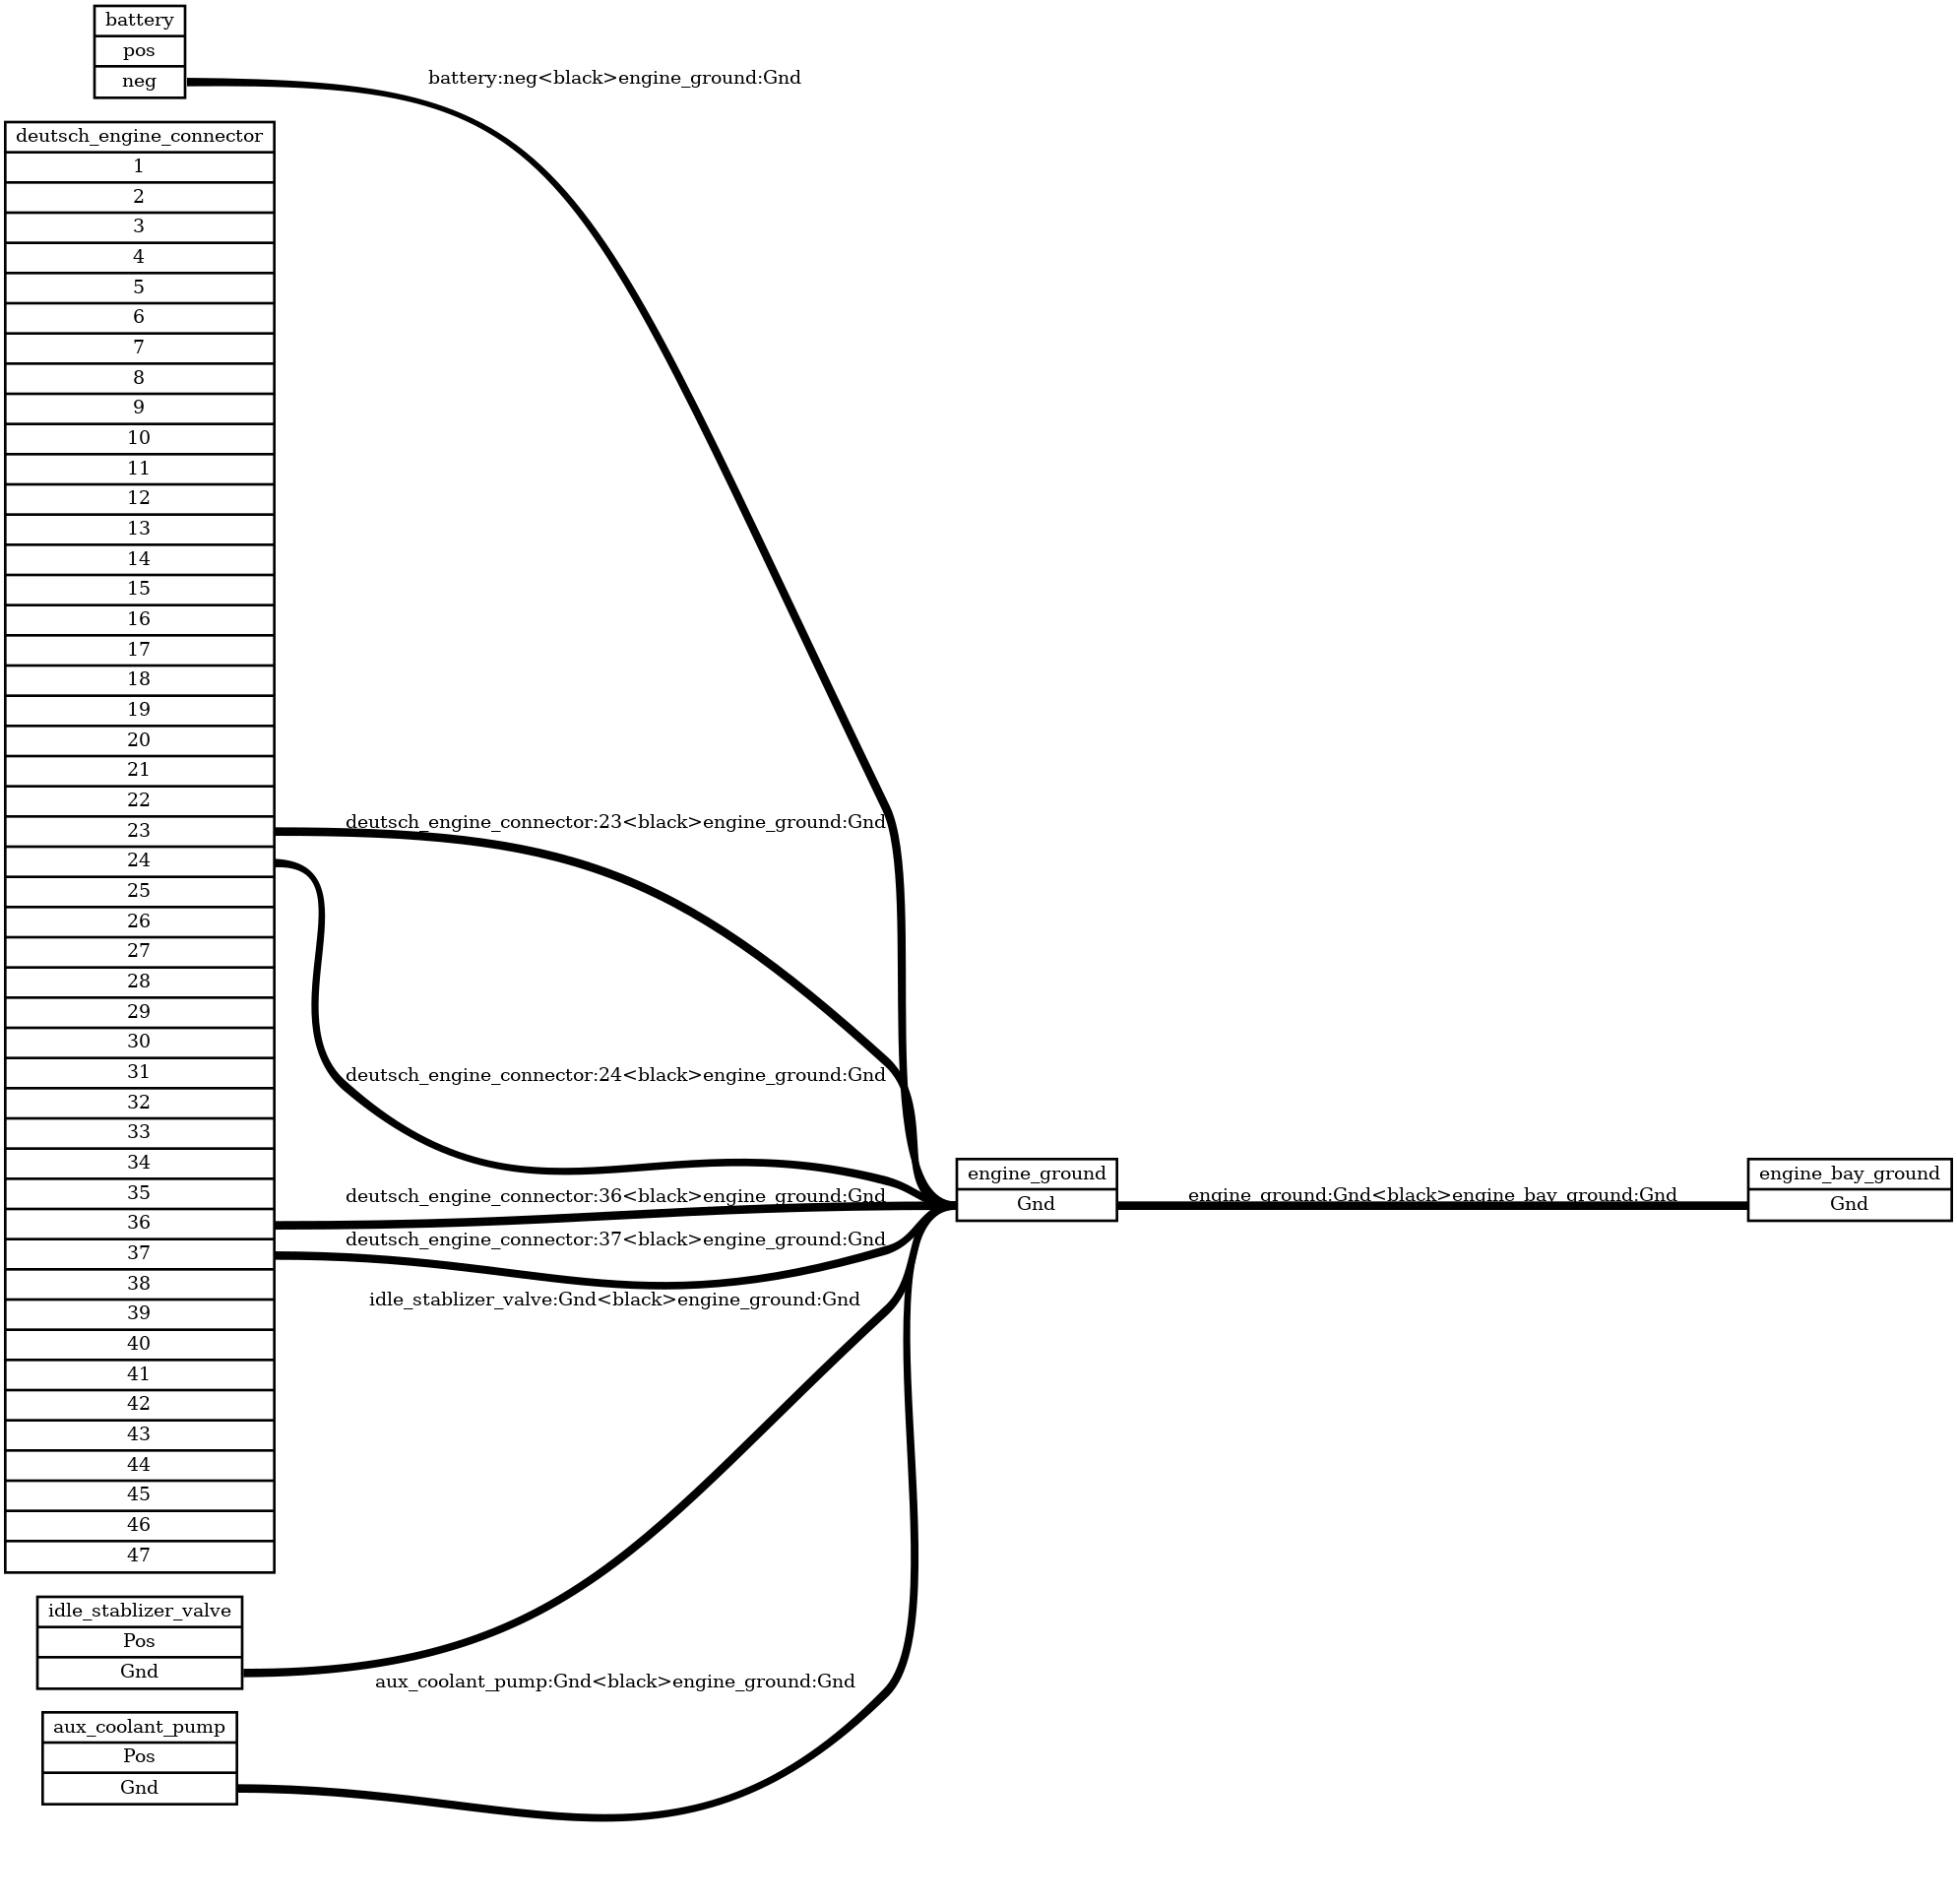 battery
pos
neg
battery:neg<black>engine_ground:Gnd
deutsch_engine_connector
1
2
3
4
5
6
7
8
9
10
11
12
13
14
15
16
17
18
19
20
21
22
23
24
25
26
27
28
29
30
31
32
33
34
35
36
37
38
39
40
41
42
43
44
45
46
47
deutsch_engine_connector:23<black>engine_ground:Gnd
deutsch_engine_connector:24<black>engine_ground:Gnd
deutsch_engine_connector:36<black>engine_ground:Gnd
deutsch_engine_connector:37<black>engine_ground:Gnd
idle_stablizer_valve:Gnd<black>engine_ground:Gnd
engine_ground
Gnd
engine_ground:Gnd<black>engine_bay_ground:Gnd
engine_bay_ground
Gnd
idle_stablizer_valve
Pos
Gnd
aux_coolant_pump:Gnd<black>engine_ground:Gnd
aux_coolant_pump
Pos
Gnd